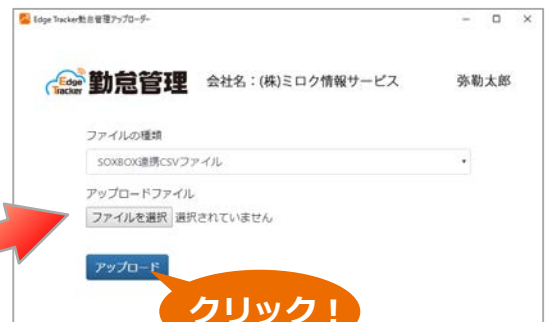 Edge Tracker勤怠管理アップローダー
Edge Tracker 勤怠管理 会社名：(株)ミロク情報サービス 弥勒太郎
ファイルの種類
SOXBOX連携CSVファイル
アップロードファイル
ファイルを選択 選択されていません
アップロード
クリック！